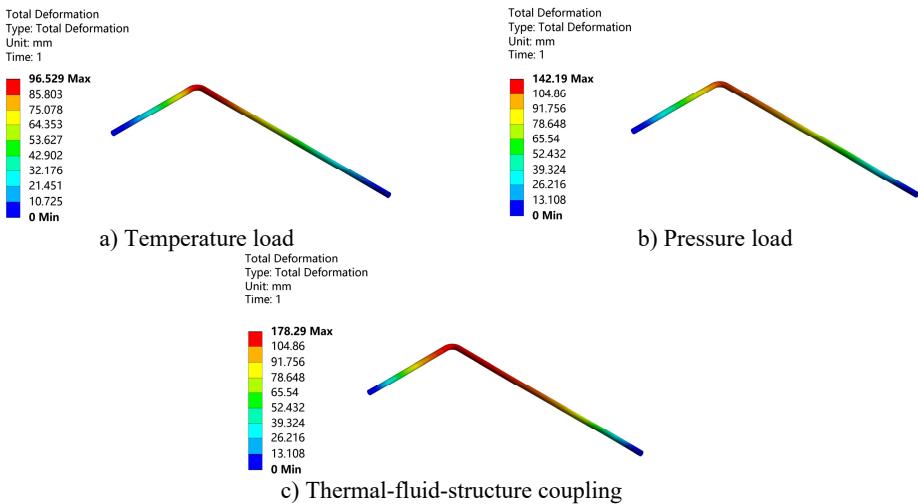 Total Deformation
Type: Total Deformation
Unit: mm
Time: 1
96.529 Max
85.803
75.078
64.353
53.627
42.902
32.176
21.451
10.725
0 Min
a) Temperature load
Total Deformation
Type: Total Deformation
Unit: mm
Time: 1
142.19 Max
104.86
91.756
78.648
65.54
52.432
39.324
26.216
13.108
0 Min
b) Pressure load
Total Deformation
Type: Total Deformation
Unit: mm
Time: 1
178.29 Max
104.86
91.756
78.648
65.54
52.432
39.324
26.216
13.108
0 Min
c) Thermal-fluid-structure coupling